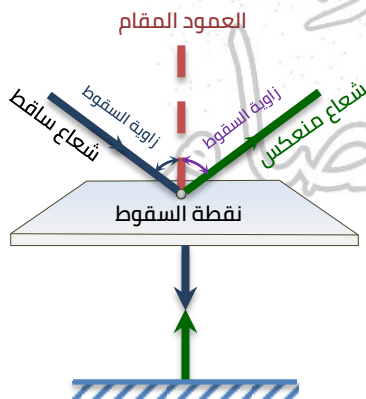 العمود المقام
زاوية السقوط
زاوية السقوط
شعاع ساقط
شعاع منعكس
نقطة السقوط